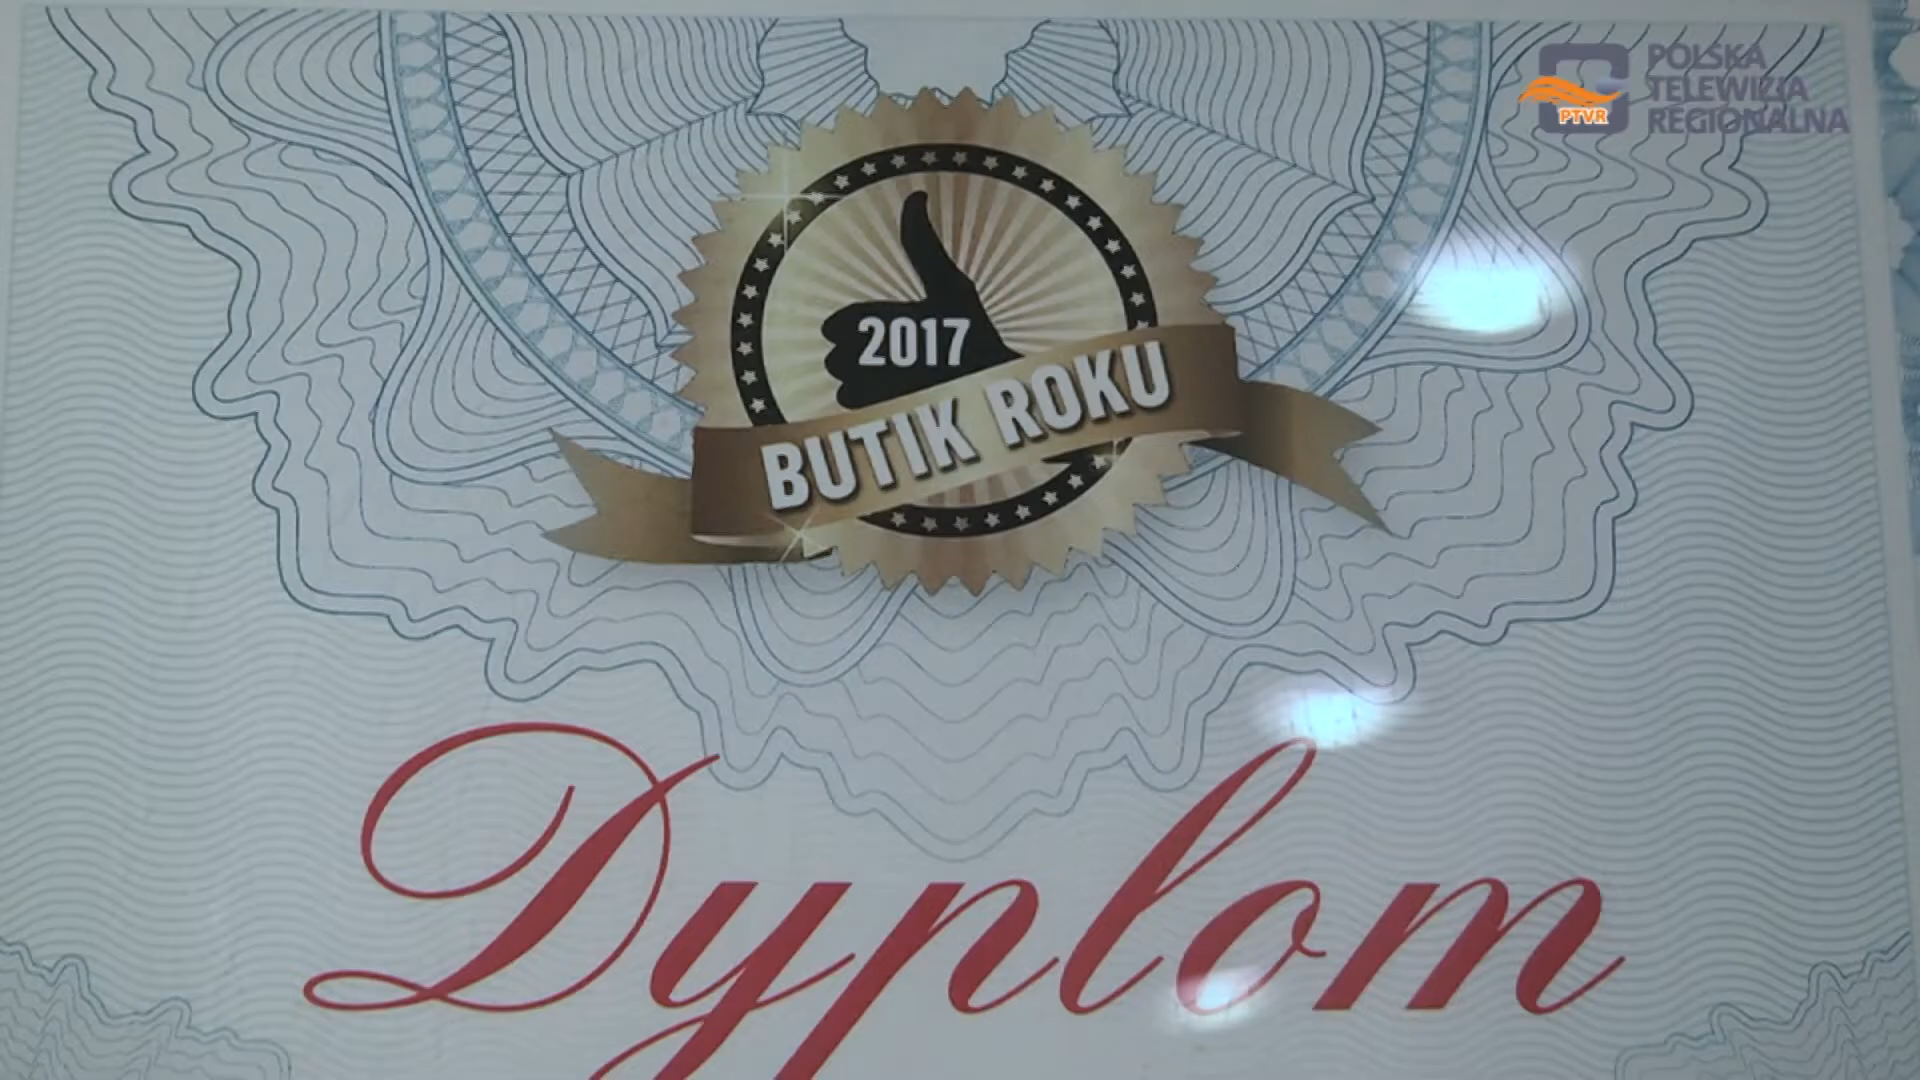 POLSKA
TELEWIZJA
REGIONALNA
PTVR
2017
BUTIK ROKU
Dyplom